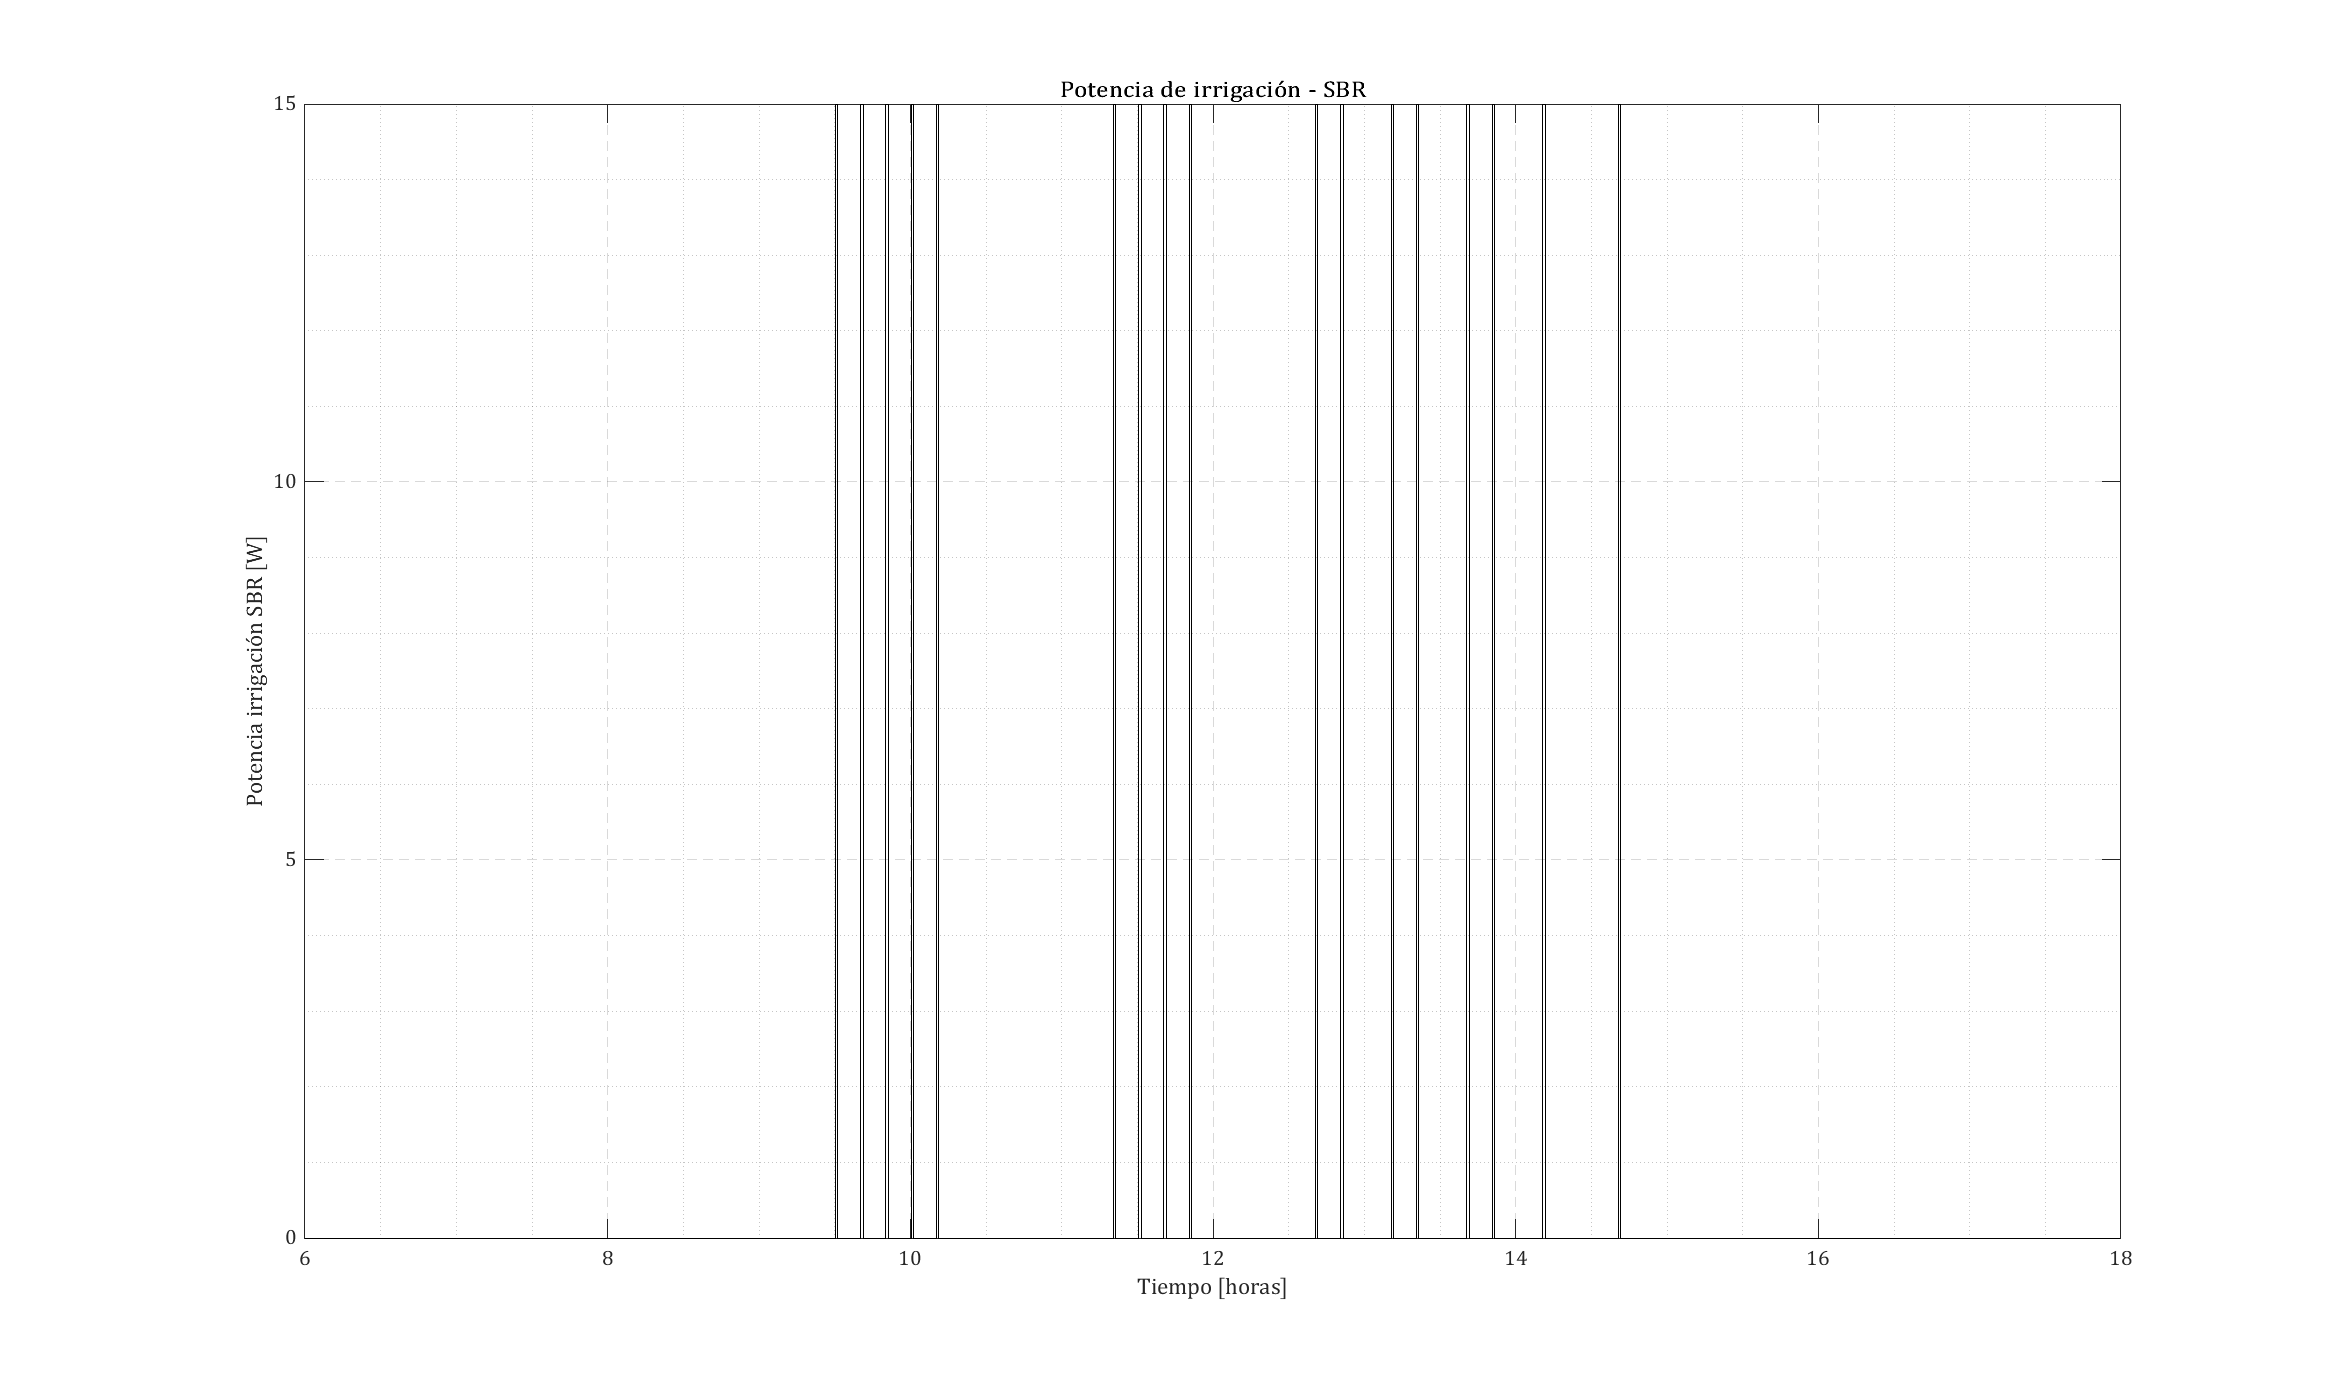 Potencia de irrigación - SBR
15
10
5
0
Potencia irrigación SBR [W]
6 8 10 12 14 16 18
Tiempo [horas]